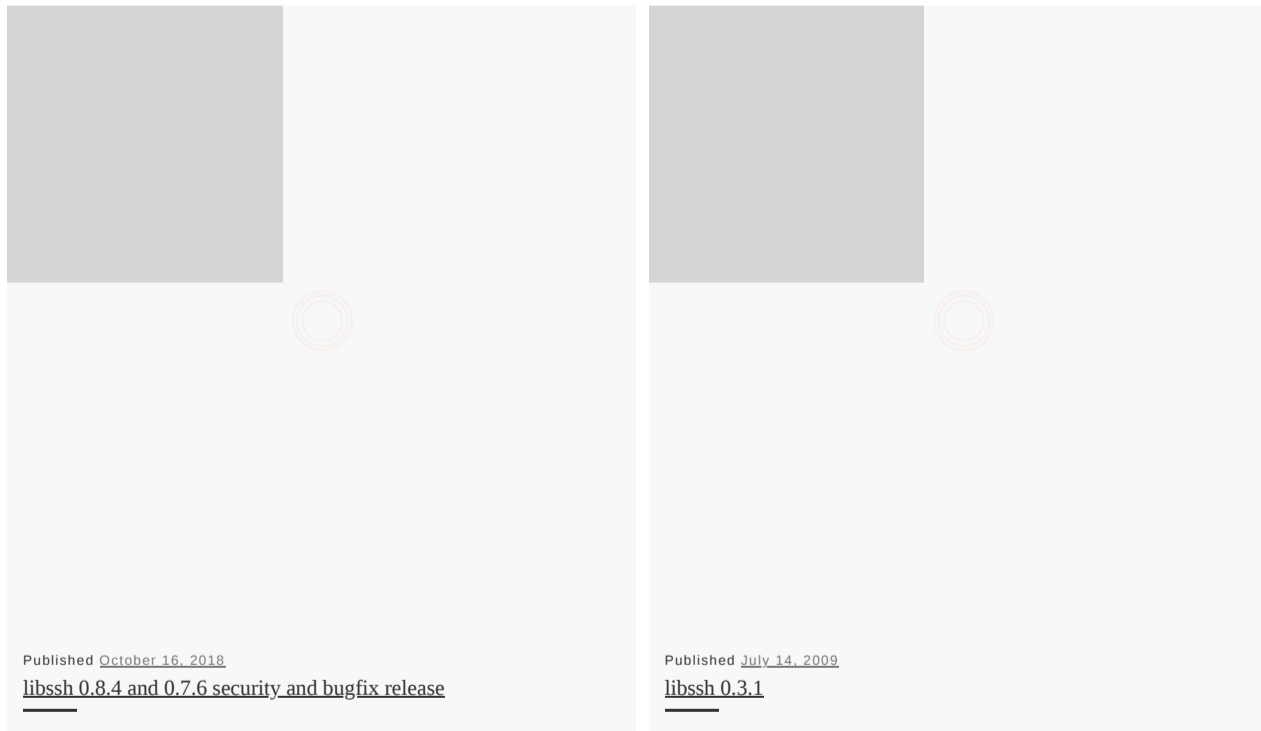 Published October 16, 2018
libssh 0.8.4 and 0.7.6 security and bugfix release
Published July 14, 2009
libssh 0.3.1